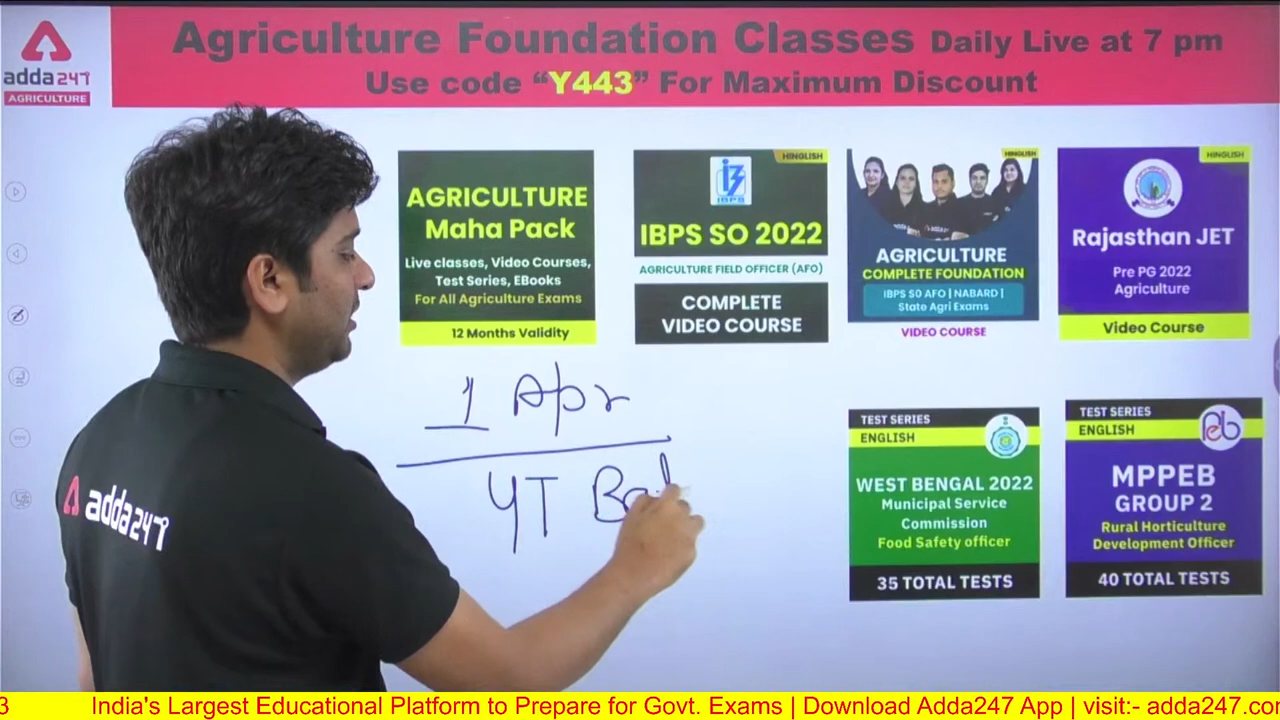 Agriculture Foundation Classes Daily Live at 7 pm
Use code “Y443” For Maximum Discount
adda247
AGRICULTURE
AGRICULTURE
Maha Pack
Live classes, Video Courses,
Test Series, EBooks
For All Agriculture Exams
12 Months Validity
HINGLISH
IBPS
IBPS SO 2022
AGRICULTURE FIELD OFFICER (AFO)
COMPLETE
VIDEO COURSE
HINGLISH
AGRICULTURE
COMPLETE FOUNDATION
IBPS SO AFO | NABARD |
State Agri Exams
VIDEO COURSE
HINGLISH
Rajasthan JET
Pre PG 2022
Agriculture
Video Course
1 Apr
YT
TEST SERIES
ENGLISH
WEST BENGAL 2022
Municipal Service
Commission
Food Safety officer
35 TOTAL TESTS
TEST SERIES
ENGLISH
Peb
MPPEB
GROUP 2
Rural Horticulture
Development Officer
40 TOTAL TESTS
adda247
3 India's Largest Educational Platform to Prepare for Govt. Exams | Download Adda247 App | visit:- adda247.co